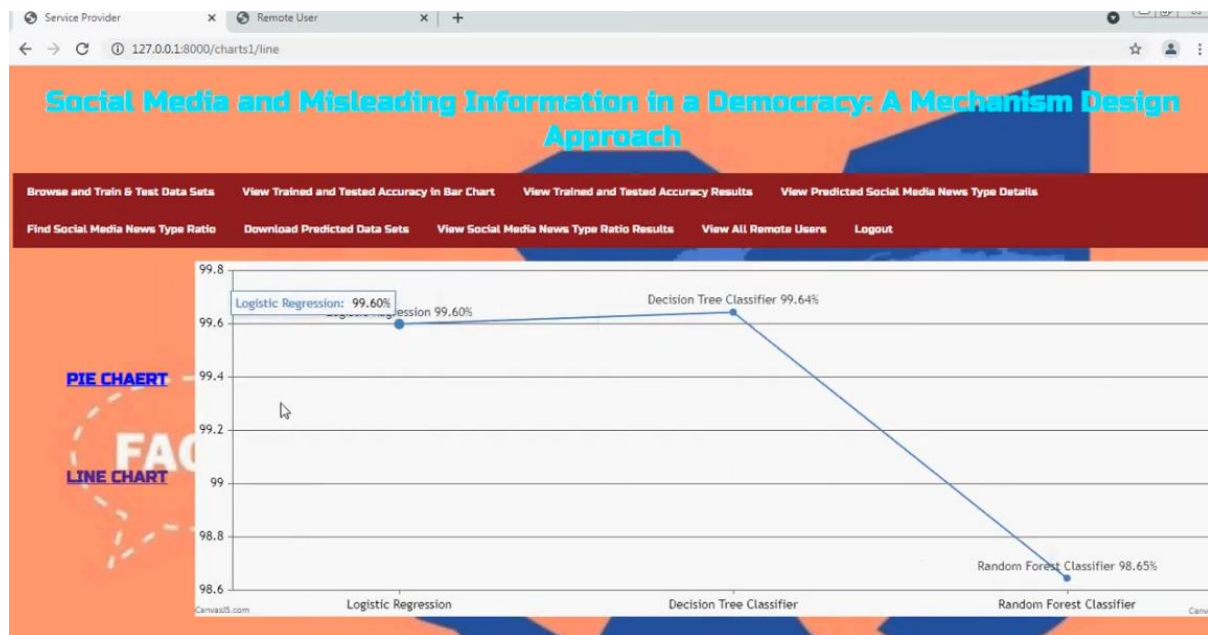 Service Provider
Remote User
127.0.0.1:8000/charts1/line
Social Media and Misleading Information in a Democracy: A Mechanism Design
Approach
Browse and Train & Test Data Sets View Trained and Tested Accuracy in Bar Chart View Trained and Tested Accuracy Results View Predicted Social Media News Type Details
Find Social Media News Type Ratio Download Predicted Data Sets View Social Media News Type Ratio Results View All Remote Users Logout
99.8
Logistic Regression: 99.60%
99.60%
Decision Tree Classifier 99.64%
99.6
PIE CHAERT
99.4
99.2
LINE CHART
99
98.8
Random Forest Classifier 98.65%
98.6
CanvasJS.com
Logistic Regression Decision Tree Classifier Random Forest Classifier